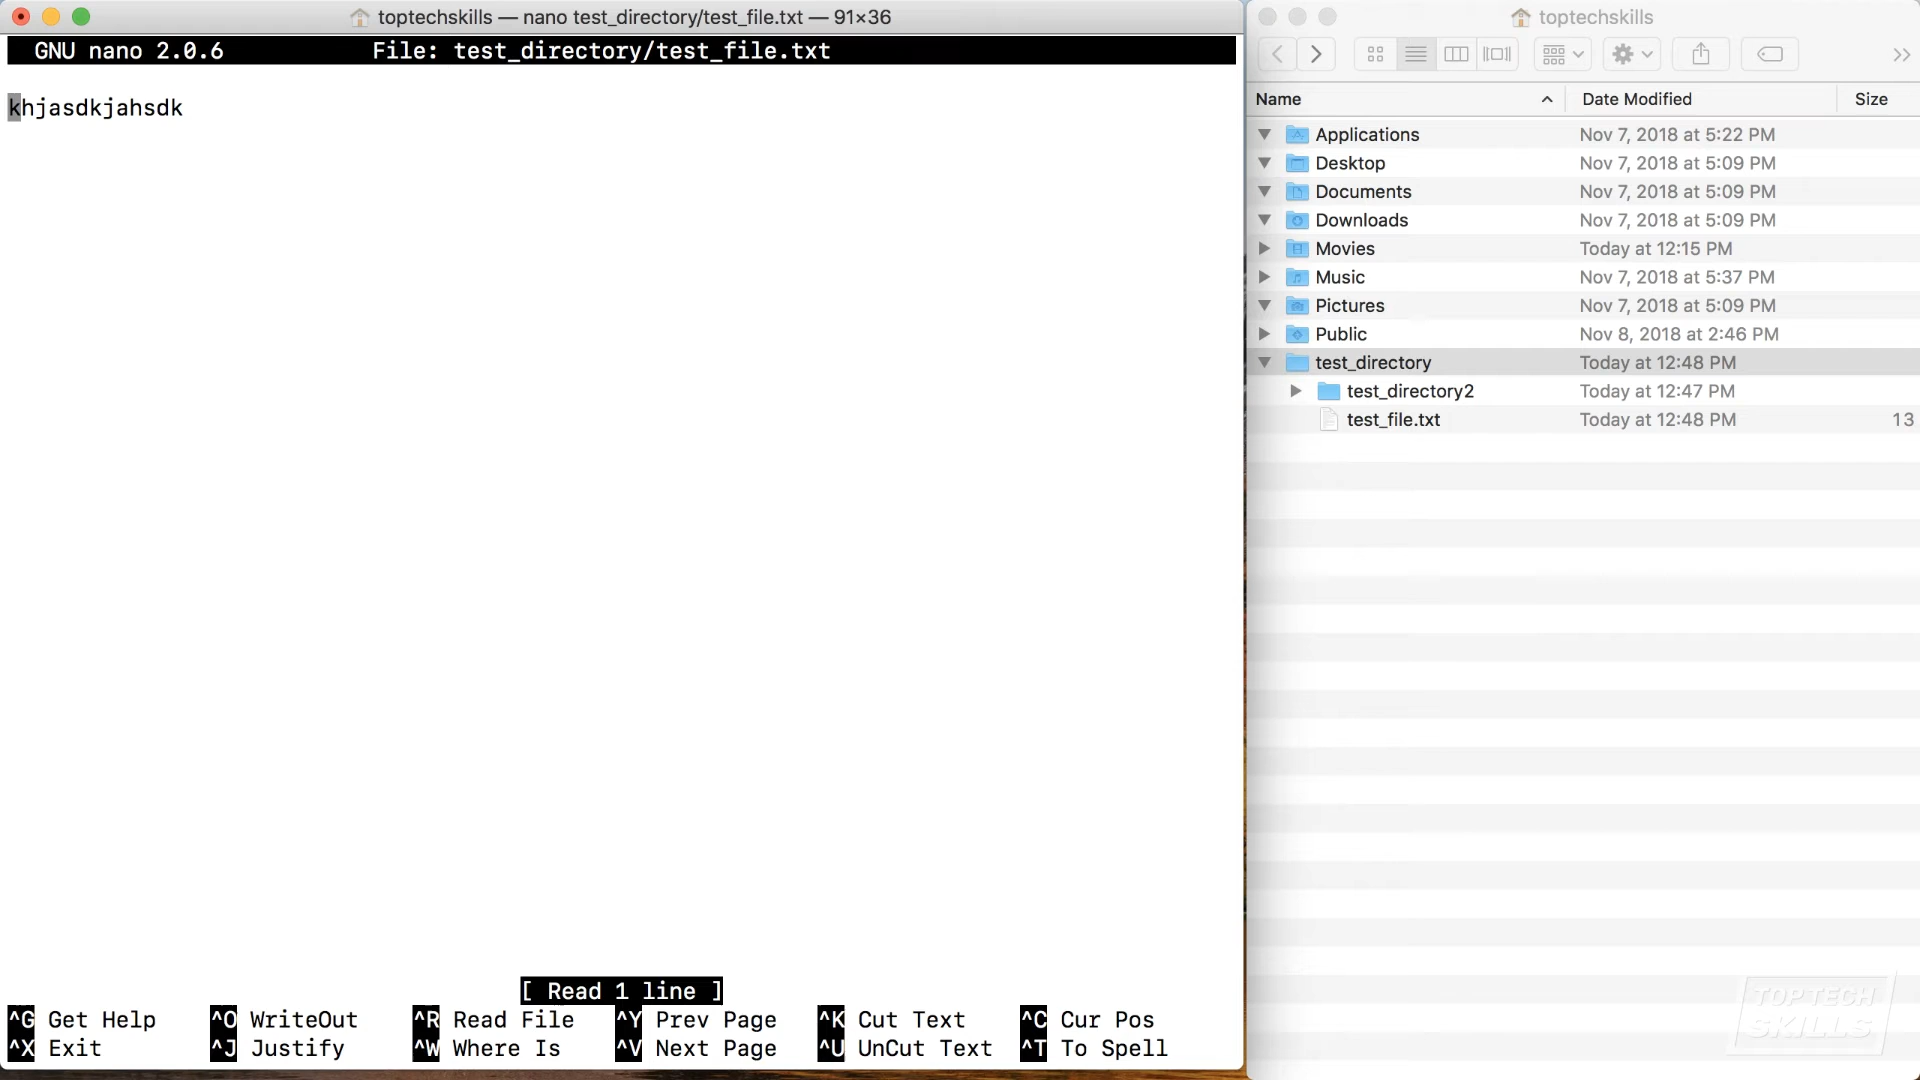 toptechskills — nano test_directory/test_file.txt — 91×36
GNU nano 2.0.6 File: test_directory/test_file.txt
khjasdkjahsdk
[ Read 1 line ]
^G Get Help ^O WriteOut ^R Read File ^Y Prev Page ^K Cut Text ^C Cur Pos
^X Exit ^J Justify ^W Where Is ^V Next Page ^U UnCut Text ^T To Spell
toptechskills
Name Date Modified Size
Applications Nov 7, 2018 at 5:22 PM
Desktop Nov 7, 2018 at 5:09 PM
Documents Nov 7, 2018 at 5:09 PM
Downloads Nov 7, 2018 at 5:09 PM
Movies Today at 12:15 PM
Music Nov 7, 2018 at 5:37 PM
Pictures Nov 7, 2018 at 5:09 PM
Public Nov 8, 2018 at 2:46 PM
test_directory Today at 12:48 PM
test_directory2 Today at 12:47 PM
test_file.txt Today at 12:48 PM 13
TOPTECH
SKILLS